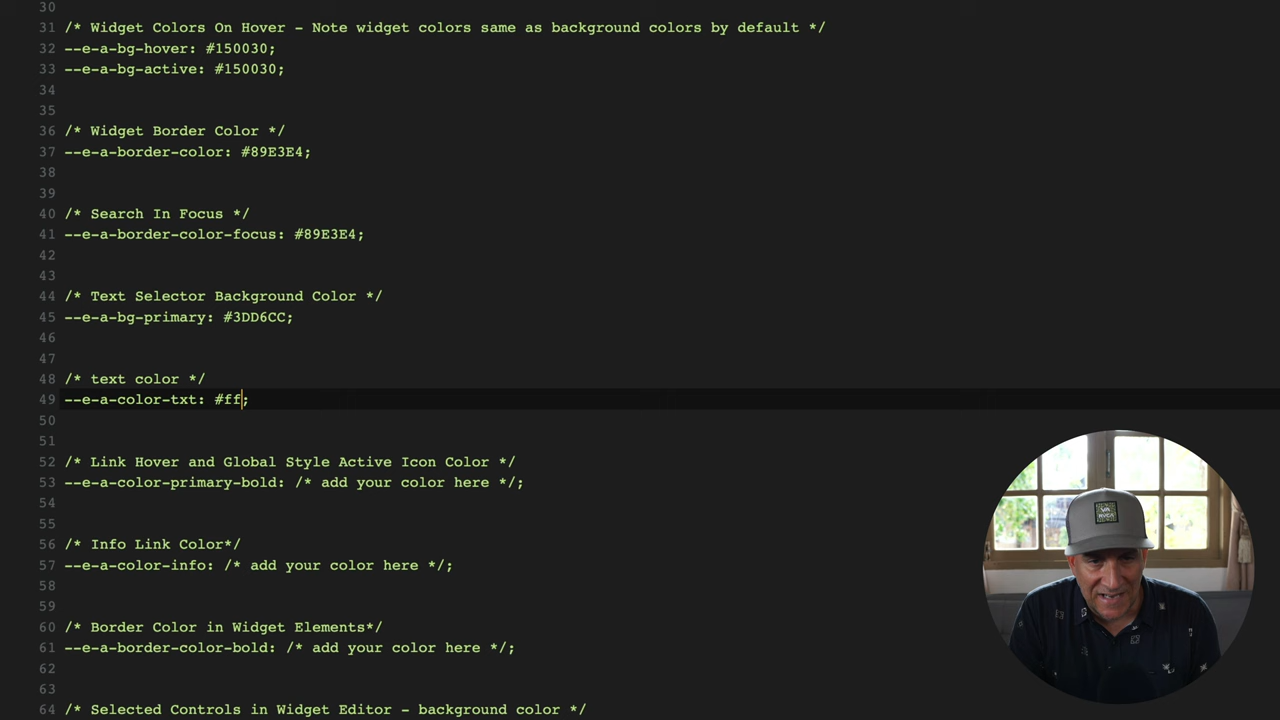 30
31 /* Widget Colors On Hover - Note widget colors same as background colors by default */
32 --e-a-bg-hover: #150030;
33 --e-a-bg-active: #150030;
34
35
36 /* Widget Border Color */
37 --e-a-border-color: #89E3E4;
38
39
40 /* Search In Focus */
41 --e-a-border-color-focus: #89E3E4;
42
43
44 /* Text Selector Background Color */
45 --e-a-bg-primary: #3DD6CC;
46
47
48 /* text color */
49 --e-a-color-txt: #ff;
50
51
52 /* Link Hover and Global Style Active Icon Color */
53 --e-a-color-primary-bold: /* add your color here */;
54
55
56 /* Info Link Color*/
57 --e-a-color-info: /* add your color here */;
58
59
60 /* Border Color in Widget Elements*/
61 --e-a-border-color-bold: /* add your color here */;
62
63
64 /* Selected Controls in Widget Editor - background color */
VA
RVCA